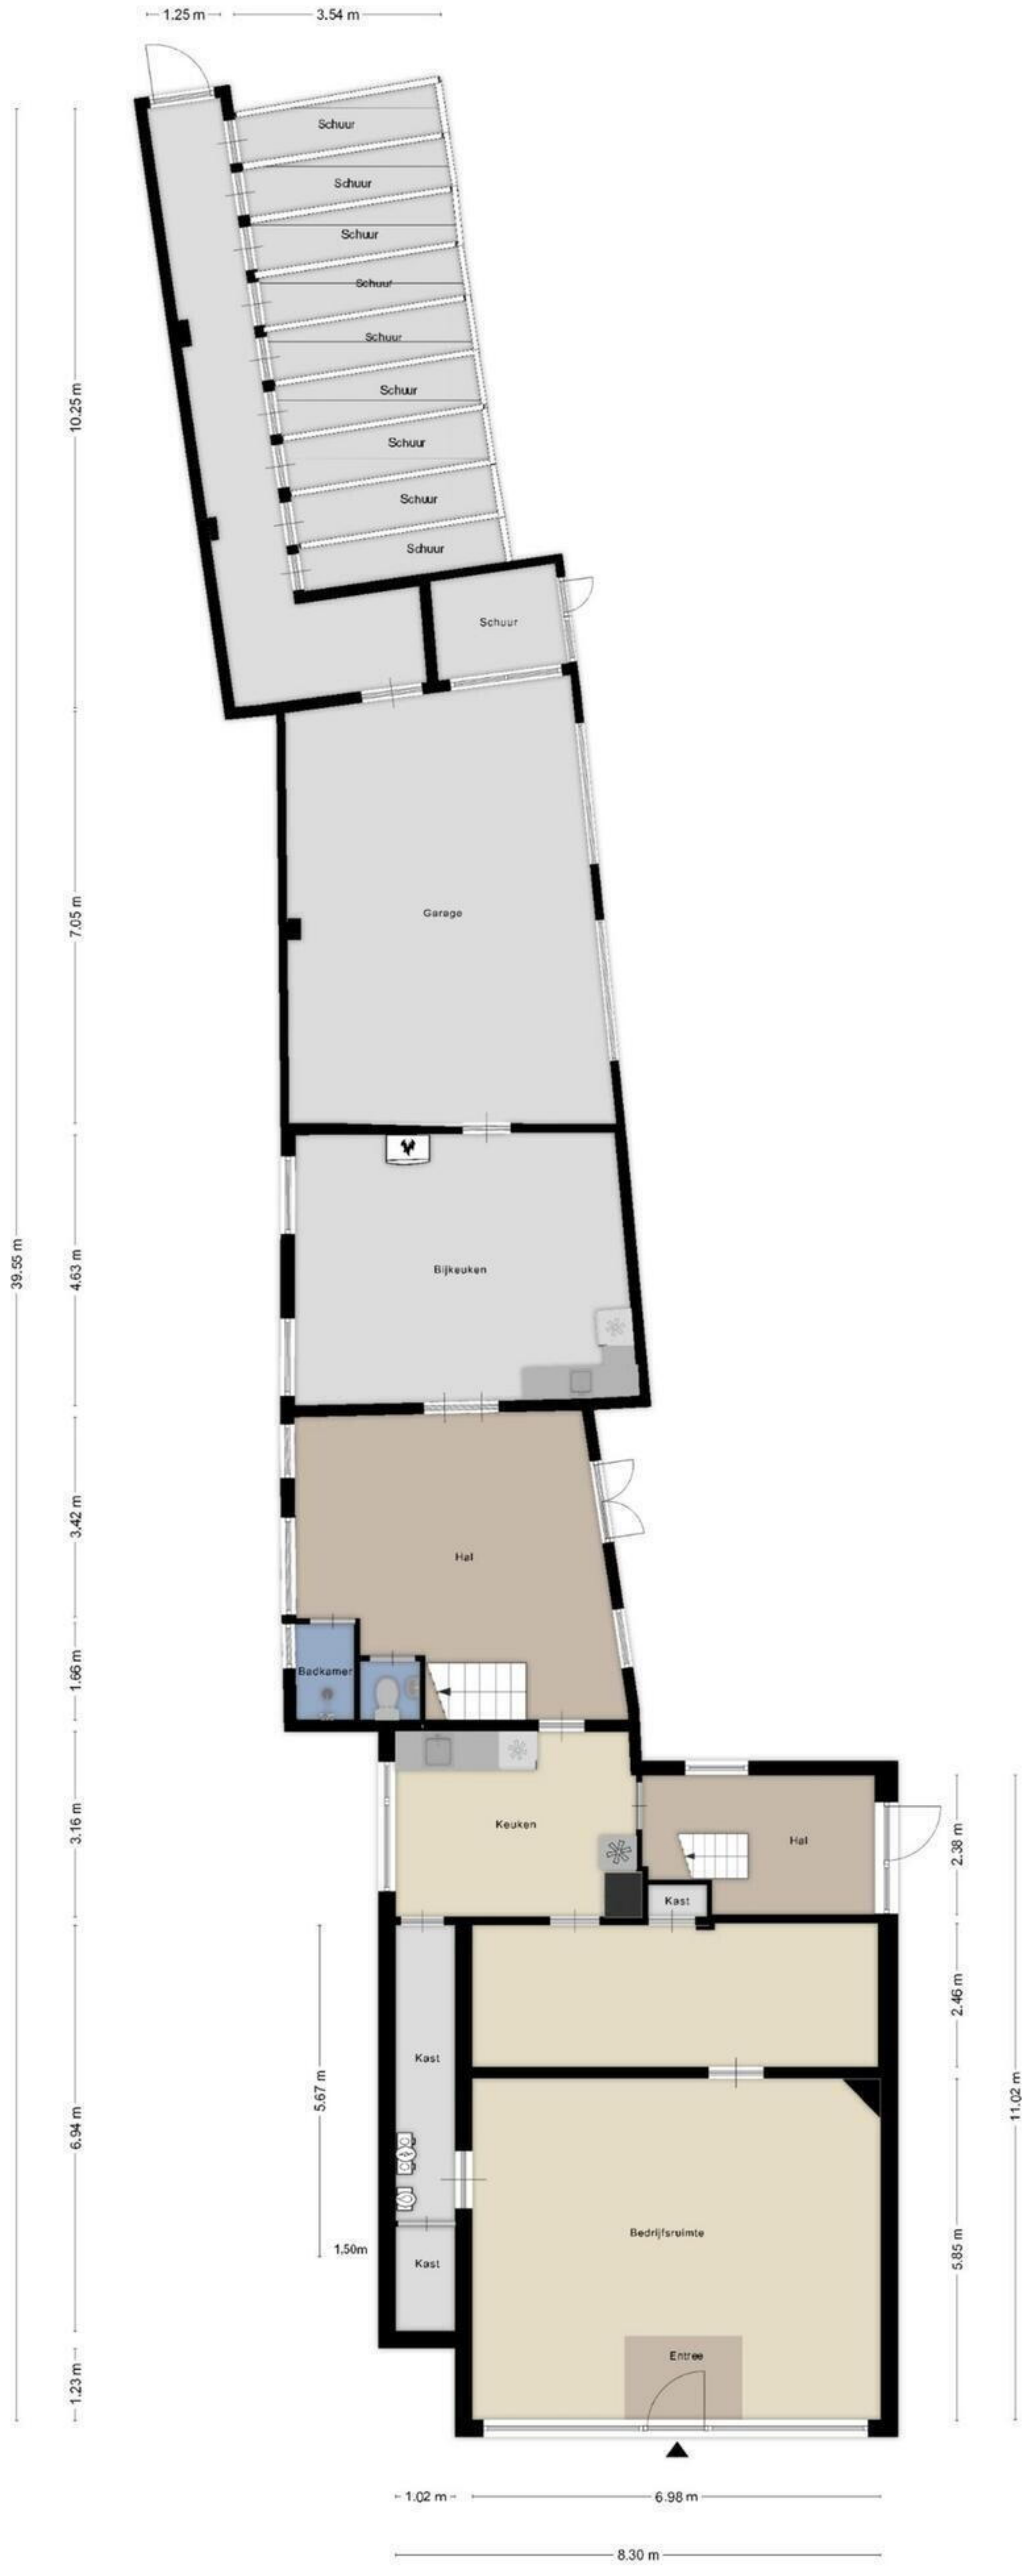 1.25 m
3.54 m
Schuur
Schuur
Schuur
Schuur
Schuur
Schuur
Schuur
Schuur
Schuur
10.25 m
Schuur
7.05 m
Garage
39.55 m
4.63 m
Bijkeuken
3.42 m
Hal
1.66 m
Badkamer
3.16 m
Keuken
Hal
2.38 m
Kast
2.46 m
Kast
5.67 m
6.94 m
11.02 m
Bedrijfsruimte
5.85 m
1.50m
Kast
Entree
1.23 m
1.02 m
6.98 m
8.30 m